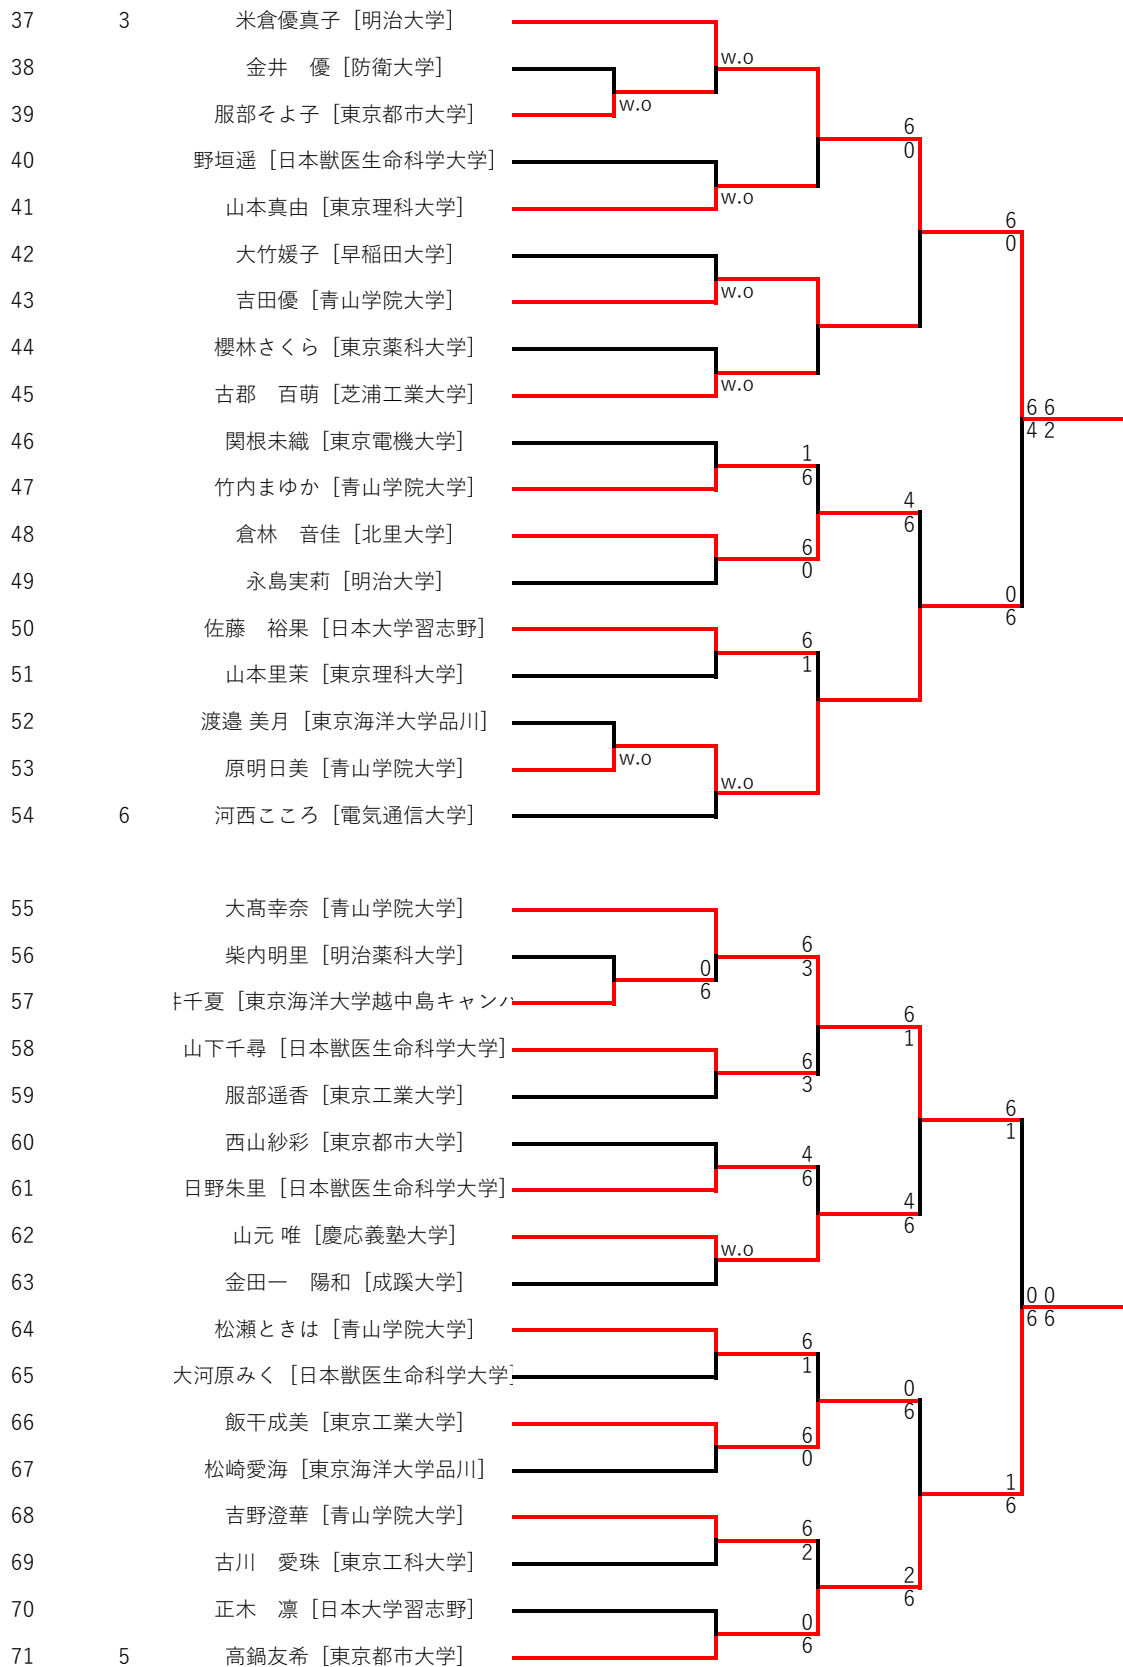 37 3 米倉優真子 [明治大学]
w.o
38 金井　優 [防衛大学]
w.o
39 服部そよ子 [東京都市大学]
6
0
40 野垣遥 [日本獣医生命科学大学]
w.o
41 山本真由 [東京理科大学]
6
0
42 大竹媛子 [早稲田大学]
w.o
43 吉田優 [青山学院大学]
44 櫻林さくら [東京薬科大学]
w.o
45 古郡　百萌 [芝浦工業大学]
6 6
4 2
46 関根未織 [東京電機大学]
1
6
47 竹内まゆか [青山学院大学]
4
6
48 倉林　音佳 [北里大学]
6
0
49 永島実莉 [明治大学]
0
6
50 佐藤　裕果 [日本大学習志野]
6
1
51 山本里茉 [東京理科大学]
52 渡邉 美月 [東京海洋大学品川]
w.o
53 原明日美 [青山学院大学]
w.o
54 6 河西こころ [電気通信大学]
55 大髙幸奈 [青山学院大学]
6
3
56 柴内明里 [明治薬科大学]
0
6
57 千夏 [東京海洋大学越中島キャン
6
1
58 山下千尋 [日本獣医生命科学大学]
6
3
59 服部遥香 [東京工業大学]
6
1
60 西山紗彩 [東京都市大学]
4
6
61 日野朱里 [日本獣医生命科学大学]
4
6
62 山元 唯 [慶応義塾大学]
w.o
63 金田一　陽和 [成蹊大学]
0 0
6 6
64 松瀬ときは [青山学院大学]
6
1
65 大河原みく [日本獣医生命科学大学]
0
6
66 飯干成美 [東京工業大学]
6
0
67 松崎愛海 [東京海洋大学品川]
1
6
68 吉野澄華 [青山学院大学]
6
2
69 古川　愛珠 [東京工科大学]
2
6
70 正木　凛 [日本大学習志野]
0
6
71 5 高鍋友希 [東京都市大学]